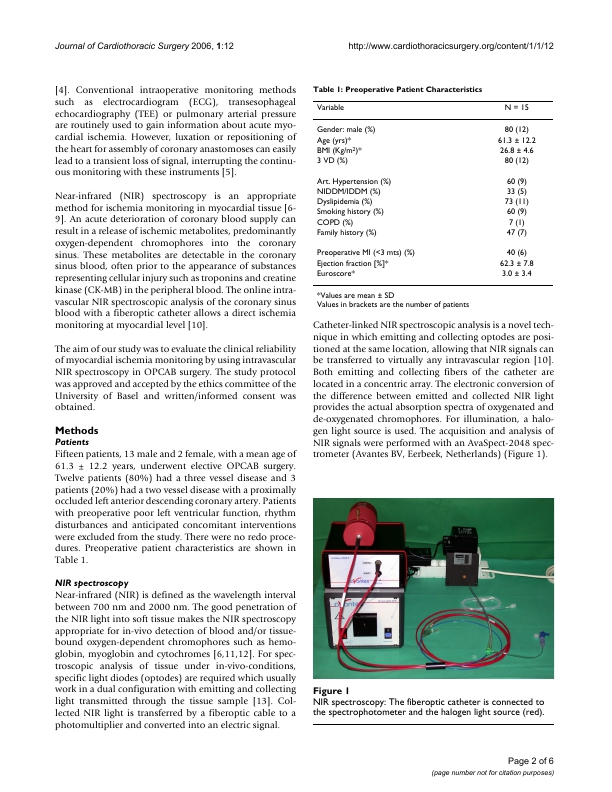 Journal of Cardiothoracic Surgery 2006, 1:12
http://www.cardiothoracicsurgery.org/content/1/1/12
[4]. Conventional intraoperative monitoring methods
such as electrocardiogram (ECG), transesophageal
echocardiography (TEE) or pulmonary arterial pressure
are routinely used to gain information about acute myo-
cardial ischemia. However, luxation or repositioning of
the heart for assembly of coronary anastomoses can easily
lead to a transient loss of signal, interrupting the continu-
ous monitoring with these instruments [5].
Near-infrared (NIR) spectroscopy is an appropriate
method for ischemia monitoring in myocardial tissue [6-
9]. An acute deterioration of coronary blood supply can
result in a release of ischemic metabolites, predominantly
oxygen-dependent chromophores into the coronary
sinus. These metabolites are detectable in the coronary
sinus blood, often prior to the appearance of substances
representing cellular injury such as troponins and creatine
kinase (CK-MB) in the peripheral blood. The online intra-
vascular NIR spectroscopic analysis of the coronary sinus
blood with a fiberoptic catheter allows a direct ischemia
monitoring at myocardial level [10].
The aim of our study was to evaluate the clinical reliability
of myocardial ischemia monitoring by using intravascular
NIR spectroscopy in OPCAB surgery. The study protocol
was approved and accepted by the ethics committee of the
University of Basel and written/informed consent was
obtained.
Methods
Patients
Fifteen patients, 13 male and 2 female, with a mean age of
61.3 ± 12.2 years, underwent elective OPCAB surgery.
Twelve patients (80%) had a three vessel disease and 3
patients (20%) had a two vessel disease with a proximally
occluded left anterior descending coronary artery. Patients
with preoperative poor left ventricular function, rhythm
disturbances and anticipated concomitant interventions
were excluded from the study. There were no redo proce-
dures. Preoperative patient characteristics are shown in
Table 1.
NIR spectroscopy
Near-infrared (NIR) is defined as the wavelength interval
between 700 nm and 2000 nm. The good penetration of
the NIR light into soft tissue makes the NIR spectroscopy
appropriate for in-vivo detection of blood and/or tissue-
bound oxygen-dependent chromophores such as hemo-
globin, myoglobin and cytochromes [6,11,12]. For spec-
troscopic analysis of tissue under in-vivo-conditions,
specific light diodes (optodes) are required which usually
work in a dual configuration with emitting and collecting
light transmitted through the tissue sample [13]. Col-
lected NIR light is transferred by a fiberoptic cable to a
photomultiplier and converted into an electric signal.
Table 1: Preoperative Patient Characteristics
Variable N = 15
Gender: male (%) 80 (12)
Age (yrs)* 61.3 ± 12.2
BMI (Kg/m²)* 26.8 ± 4.6
3 VD (%) 80 (12)
Art. Hypertension (%) 60 (9)
NIDDM/IDDM (%) 33 (5)
Dyslipidemia (%) 73 (11)
Smoking history (%) 60 (9)
COPD (%) 7 (1)
Family history (%) 47 (7)
Preoperative MI (<3 mts) (%) 40 (6)
Ejection fraction [%]* 62.3 ± 7.8
Euroscore* 3.0 ± 3.4
*Values are mean ± SD
Values in brackets are the number of patients
Catheter-linked NIR spectroscopic analysis is a novel tech-
nique in which emitting and collecting optodes are posi-
tioned at the same location, allowing that NIR signals can
be transferred to virtually any intravascular region [10].
Both emitting and collecting fibers of the catheter are
located in a concentric array. The electronic conversion of
the difference between emitted and collected NIR light
provides the actual absorption spectra of oxygenated and
de-oxygenated chromophores. For illumination, a halo-
gen light source is used. The acquisition and analysis of
NIR signals were performed with an AvaSpect-2048 spec-
trometer (Avantes BV, Eerbeek, Netherlands) (Figure 1).
Figure 1
NIR spectroscopy: The fiberoptic catheter is connected to
the spectrophotometer and the halogen light source (red).
Page 2 of 6
(page number not for citation purposes)